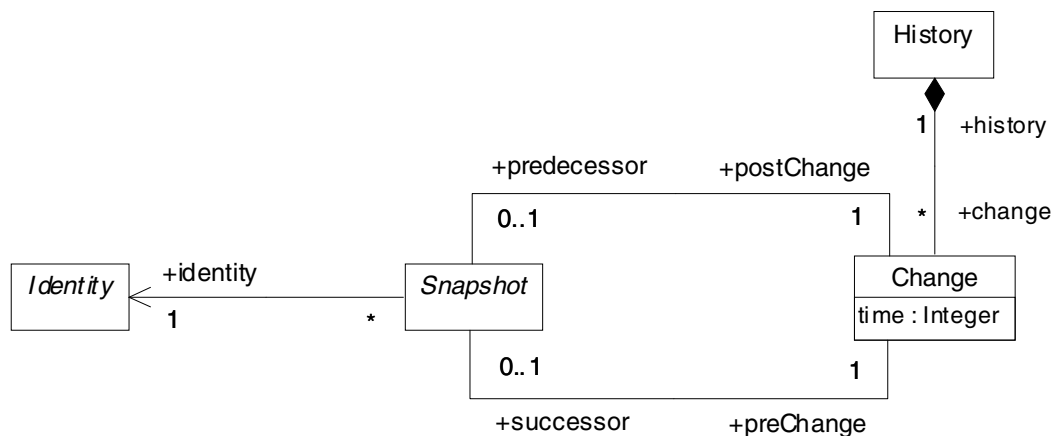 History
1 +history
+predecessor +postChange
0..1 1 * +change
+identity
Identity Snapshot Change
1 * time : Integer
0..1 1
+successor +preChange